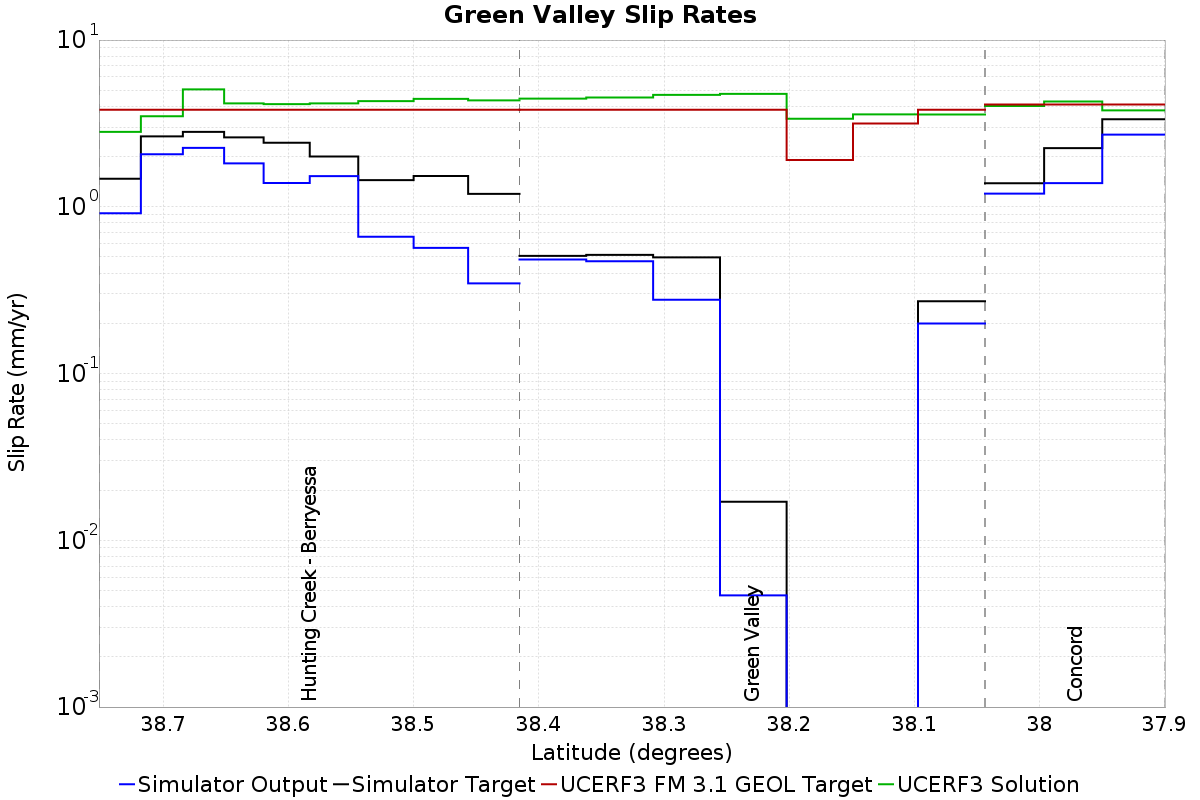 Green Valley Slip Rates
10^1
10^0
10^-1
10^-2
10^-3
Slip Rate (mm/yr)
Hunting Creek - Berryessa
Green Valley
Concord
38.7 38.6 38.5 38.4 38.3 38.2 38.1 38 37.9
Latitude (degrees)
Simulator Output Simulator Target UCERF3 FM 3.1 GEOL Target UCERF3 Solution